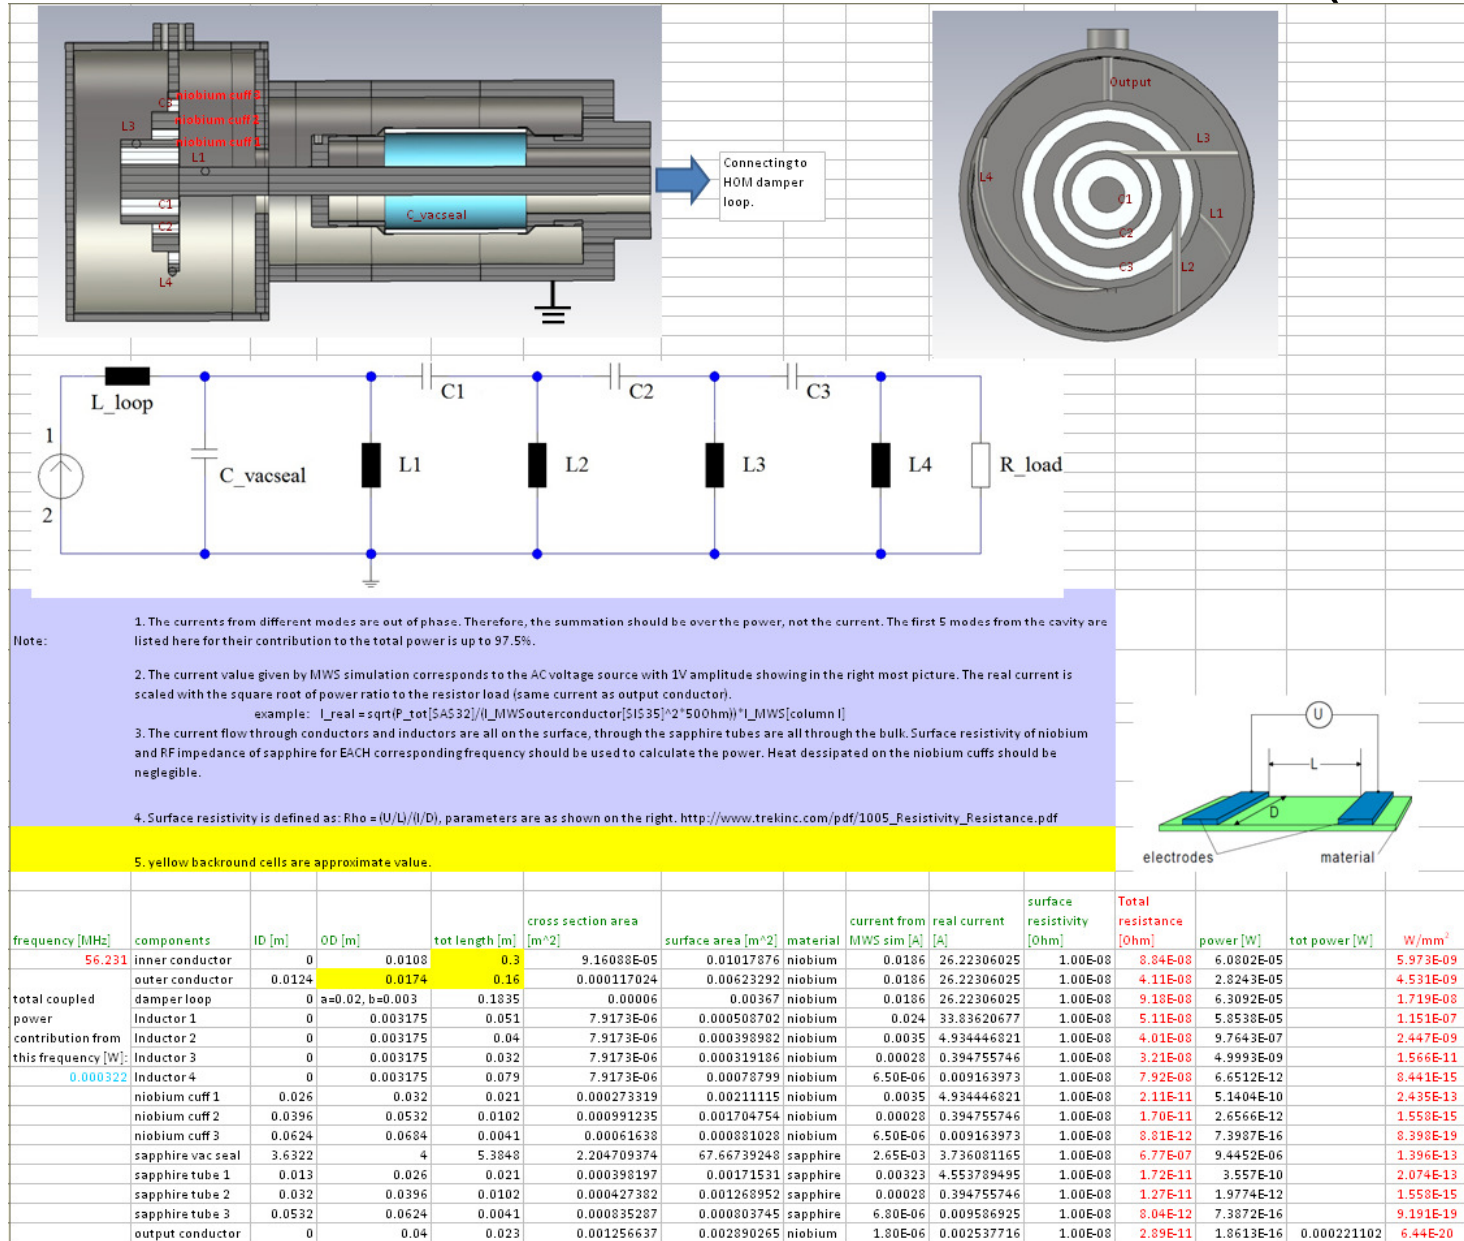 niobium cuff 3
C3
niobium cuff 2
L3
niobium cuff 1
L1
C1
C2
C_vacseal
L4
Connecting to
HOM damper
loop.
Output
L3
L4
C1
L1
C2
C3
L2
L_loop
C1
C2
C3
1
C_vacseal
L1
L2
L3
L4
R_load
2
Note:
1. The currents from different modes are out of phase. Therefore, the summation should be over the power, not the current. The first 5 modes from the cavity are
listed here for their contribution to the total power is up to 97.5%.
2. The current value given by MWS simulation corresponds to the AC voltage source with 1V amplitude showing in the right most picture. The real current is
scaled with the square root of power ratio to the resistor load (same current as output conductor).
example: I_real = sqrt(P_tot[$A$32]/(I_MWSouterconductor[$I$35]^2*50Ohm))*I_MWS[column I]
3. The current flow through conductors and inductors are all on the surface, through the sapphire tubes are all through the bulk. Surface resistivity of niobium
and RF impedance of sapphire for EACH corresponding frequency should be used to calculate the power. Heat dessipated on the niobium cuffs should be
neglegible.
4. Surface resistivity is defined as: Rho = (U/L)/(I/D), parameters are as shown on the right. http://www.trekinc.com/pdf/1005_Resistivity_Resistance.pdf
5. yellow backround cells are approximate value.
U
L
D
electrodes
material
frequency [MHz] components ID [m] OD [m] tot length [m] cross section area [m^2] surface area [m^2] material current from MWS sim [A] real current [A] surface resistivity [Ohm] Total resistance [Ohm] power [W] tot power [W] W/mm²
56.231 inner conductor 0 0.0108 0.3 9.16088E-05 0.01017876 niobium 0.0186 26.22306025 1.00E-08 8.84E-08 6.0802E-05 5.973E-09
outer conductor 0.0124 0.0174 0.16 0.000117024 0.00623292 niobium 0.0186 26.22306025 1.00E-08 4.11E-08 2.8243E-05 4.531E-09
total coupled damper loop 0 a=0.02, b=0.003 0.1835 0.00006 0.00367 niobium 0.0186 26.22306025 1.00E-08 9.18E-08 6.3092E-05 1.719E-08
power Inductor 1 0 0.003175 0.051 7.9173E-06 0.000508702 niobium 0.024 33.83620677 1.00E-08 5.11E-08 5.8538E-05 1.151E-07
contribution from Inductor 2 0 0.003175 0.04 7.9173E-06 0.000398982 niobium 0.0035 4.934446821 1.00E-08 4.01E-08 9.7643E-07 2.447E-09
this frequency [W]: Inductor 3 0 0.003175 0.032 7.9173E-06 0.000319186 niobium 0.00028 0.394755746 1.00E-08 3.21E-08 4.9993E-09 1.566E-11
0.000322 Inductor 4 0 0.003175 0.079 7.9173E-06 0.00078799 niobium 6.50E-06 0.009163973 1.00E-08 7.92E-08 6.6512E-12 8.441E-15
niobium cuff 1 0.026 0.032 0.021 0.000273319 0.00211115 niobium 0.0035 4.934446821 1.00E-08 2.11E-11 5.1404E-10 2.435E-13
niobium cuff 2 0.0396 0.0532 0.0102 0.000991235 0.001704754 niobium 0.00028 0.394755746 1.00E-08 1.70E-11 2.6566E-12 1.558E-15
niobium cuff 3 0.0624 0.0684 0.0041 0.00061638 0.000881028 niobium 6.50E-06 0.009163973 1.00E-08 8.81E-12 7.3987E-16 8.398E-19
sapphire vac seal 3.6322 4 5.3848 2.204709374 67.66739248 sapphire 2.65E-03 3.736081165 1.00E-08 6.77E-07 9.4452E-06 1.396E-13
sapphire tube 1 0.013 0.026 0.021 0.000398197 0.00171531 sapphire 0.00323 4.553789495 1.00E-08 1.72E-11 3.557E-10 2.074E-13
sapphire tube 2 0.032 0.0396 0.0102 0.000427382 0.001268952 sapphire 0.00028 0.394755746 1.00E-08 1.27E-11 1.9774E-12 1.558E-15
sapphire tube 3 0.0532 0.0624 0.0041 0.000835287 0.000803745 sapphire 6.80E-06 0.009586925 1.00E-08 8.04E-12 7.3872E-16 9.191E-19
output conductor 0 0.04 0.023 0.001256637 0.002890265 niobium 1.80E-06 0.002537716 1.00E-08 2.89E-11 1.8613E-16 0.000221102 6.44E-20